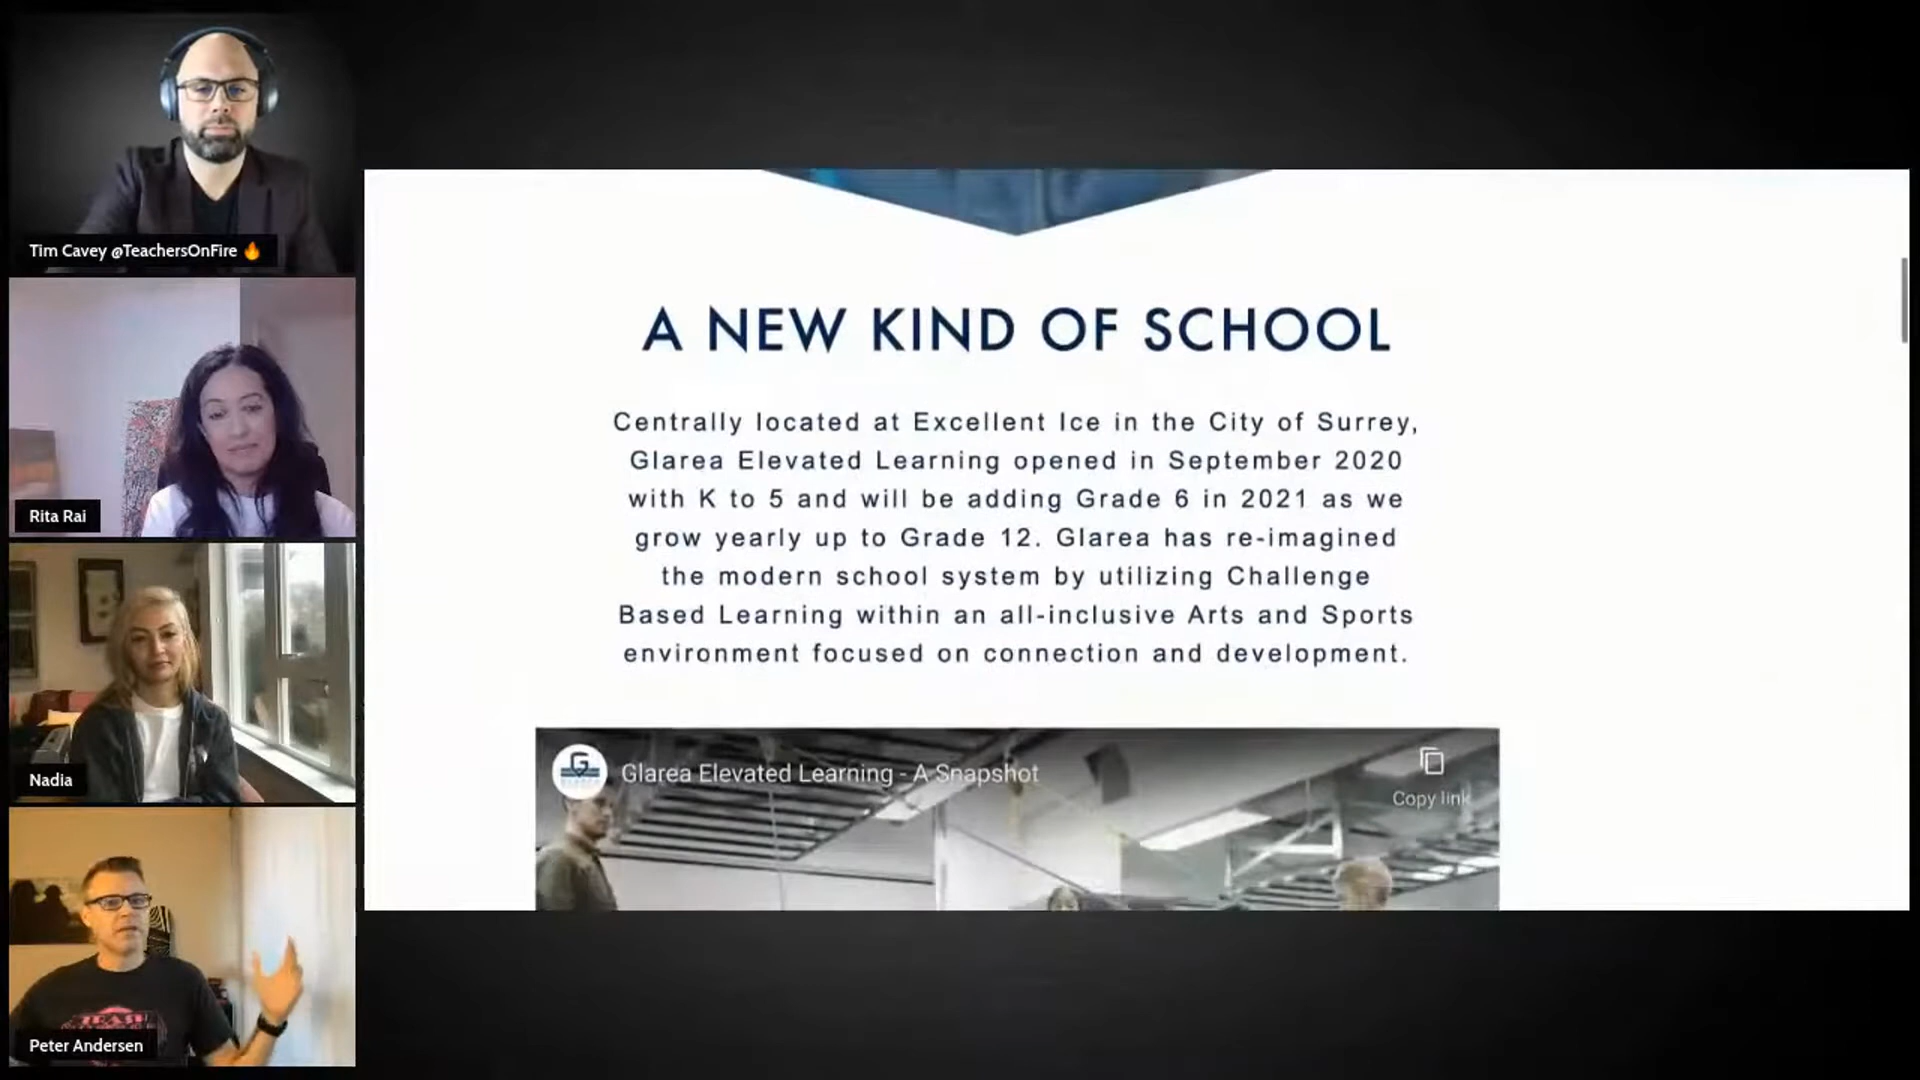 Tim Cavey @TeachersOnFire 🔥
Rita Rai
Nadia
Peter Andersen
A NEW KIND OF SCHOOL
Centrally located at Excellent Ice in the City of Surrey,
Glarea Elevated Learning opened in September 2020
with K to 5 and will be adding Grade 6 in 2021 as we
grow yearly up to Grade 12. Glarea has re-imagined
the modern school system by utilizing Challenge
Based Learning within an all-inclusive Arts and Sports
environment focused on connection and development.
G
Glarea Elevated Learning - A Snapshot
Copy link